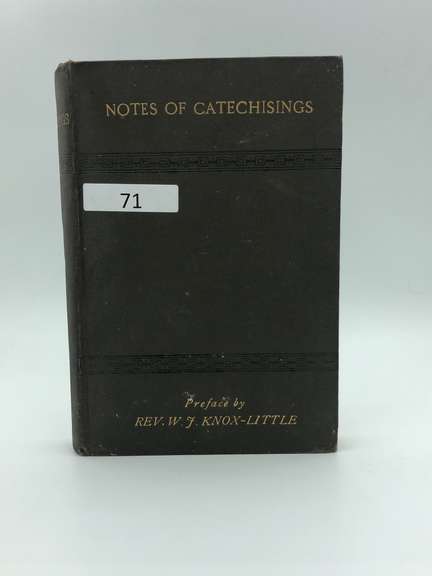 NOTES OF CATECHISINGS
71
Preface by
REV. W. J. KNOX-LITTLE